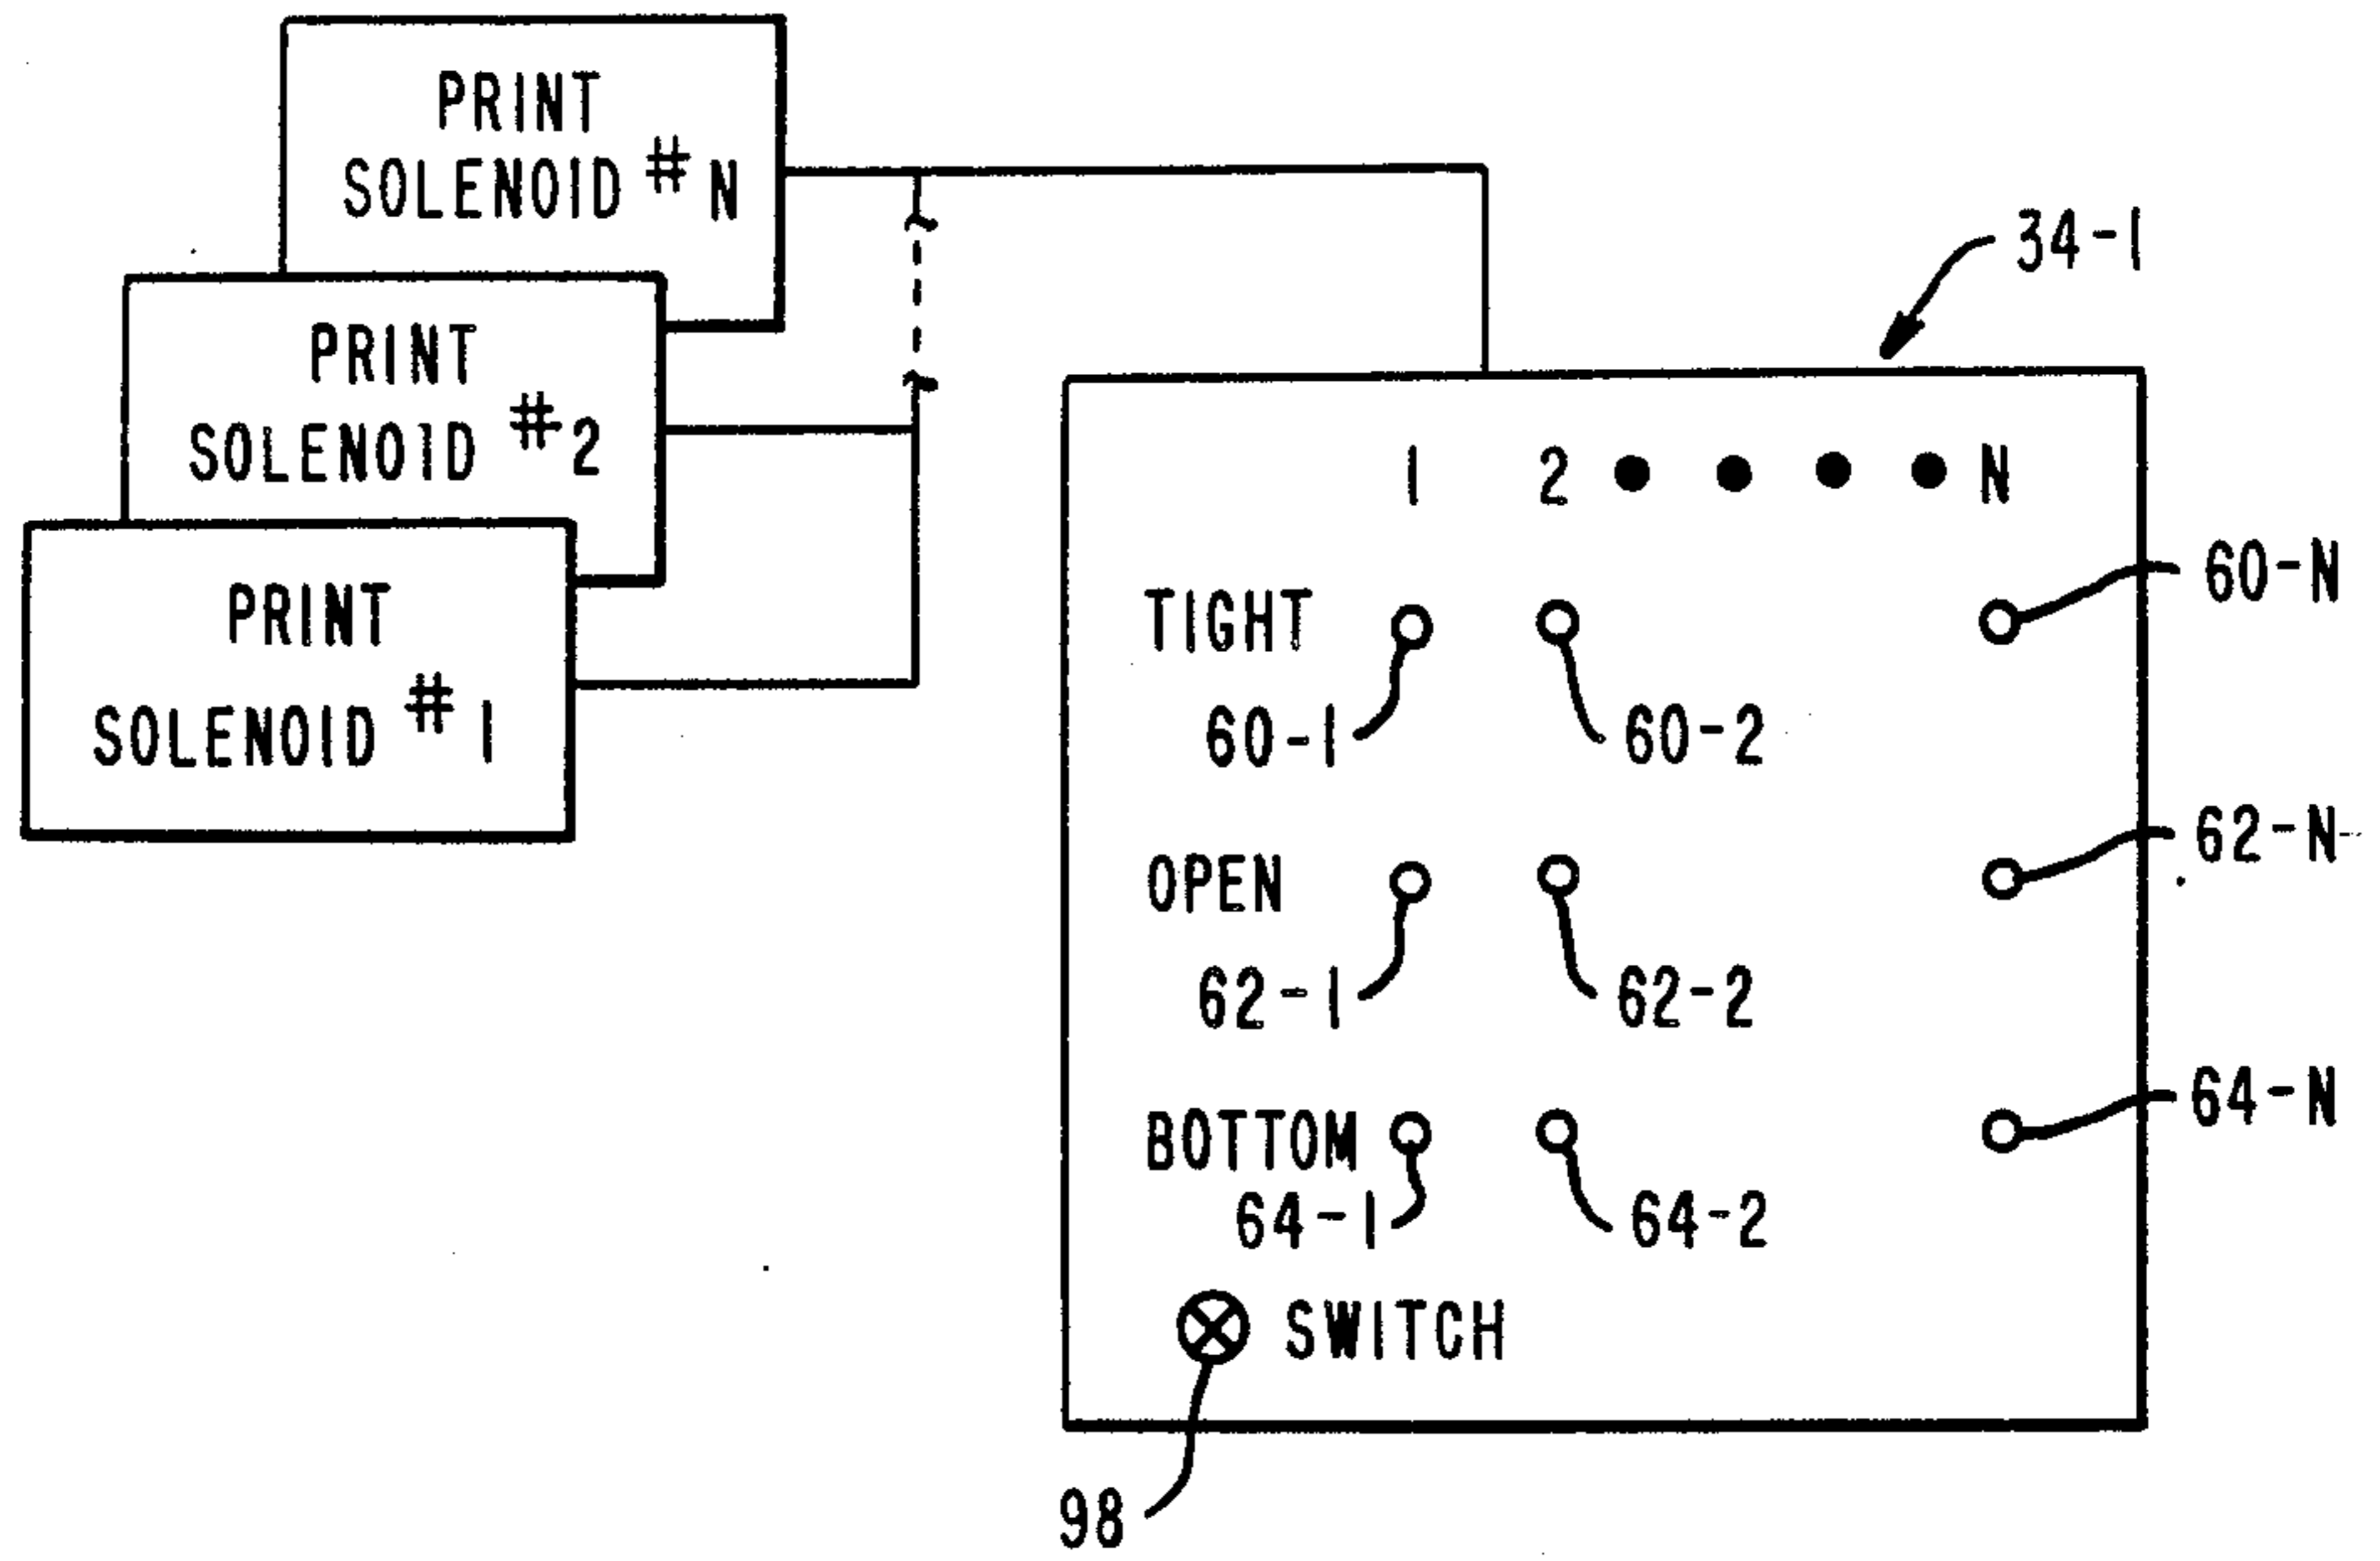 PRINT
SOLENOID #N
PRINT
SOLENOID #2
PRINT
SOLENOID #1
34-1
1 2 ● ● ● ● N
TIGHT
60-N
60-1
60-2
OPEN
62-N
62-1
62-2
BOTTOM
64-N
64-1
64-2
SWITCH
98